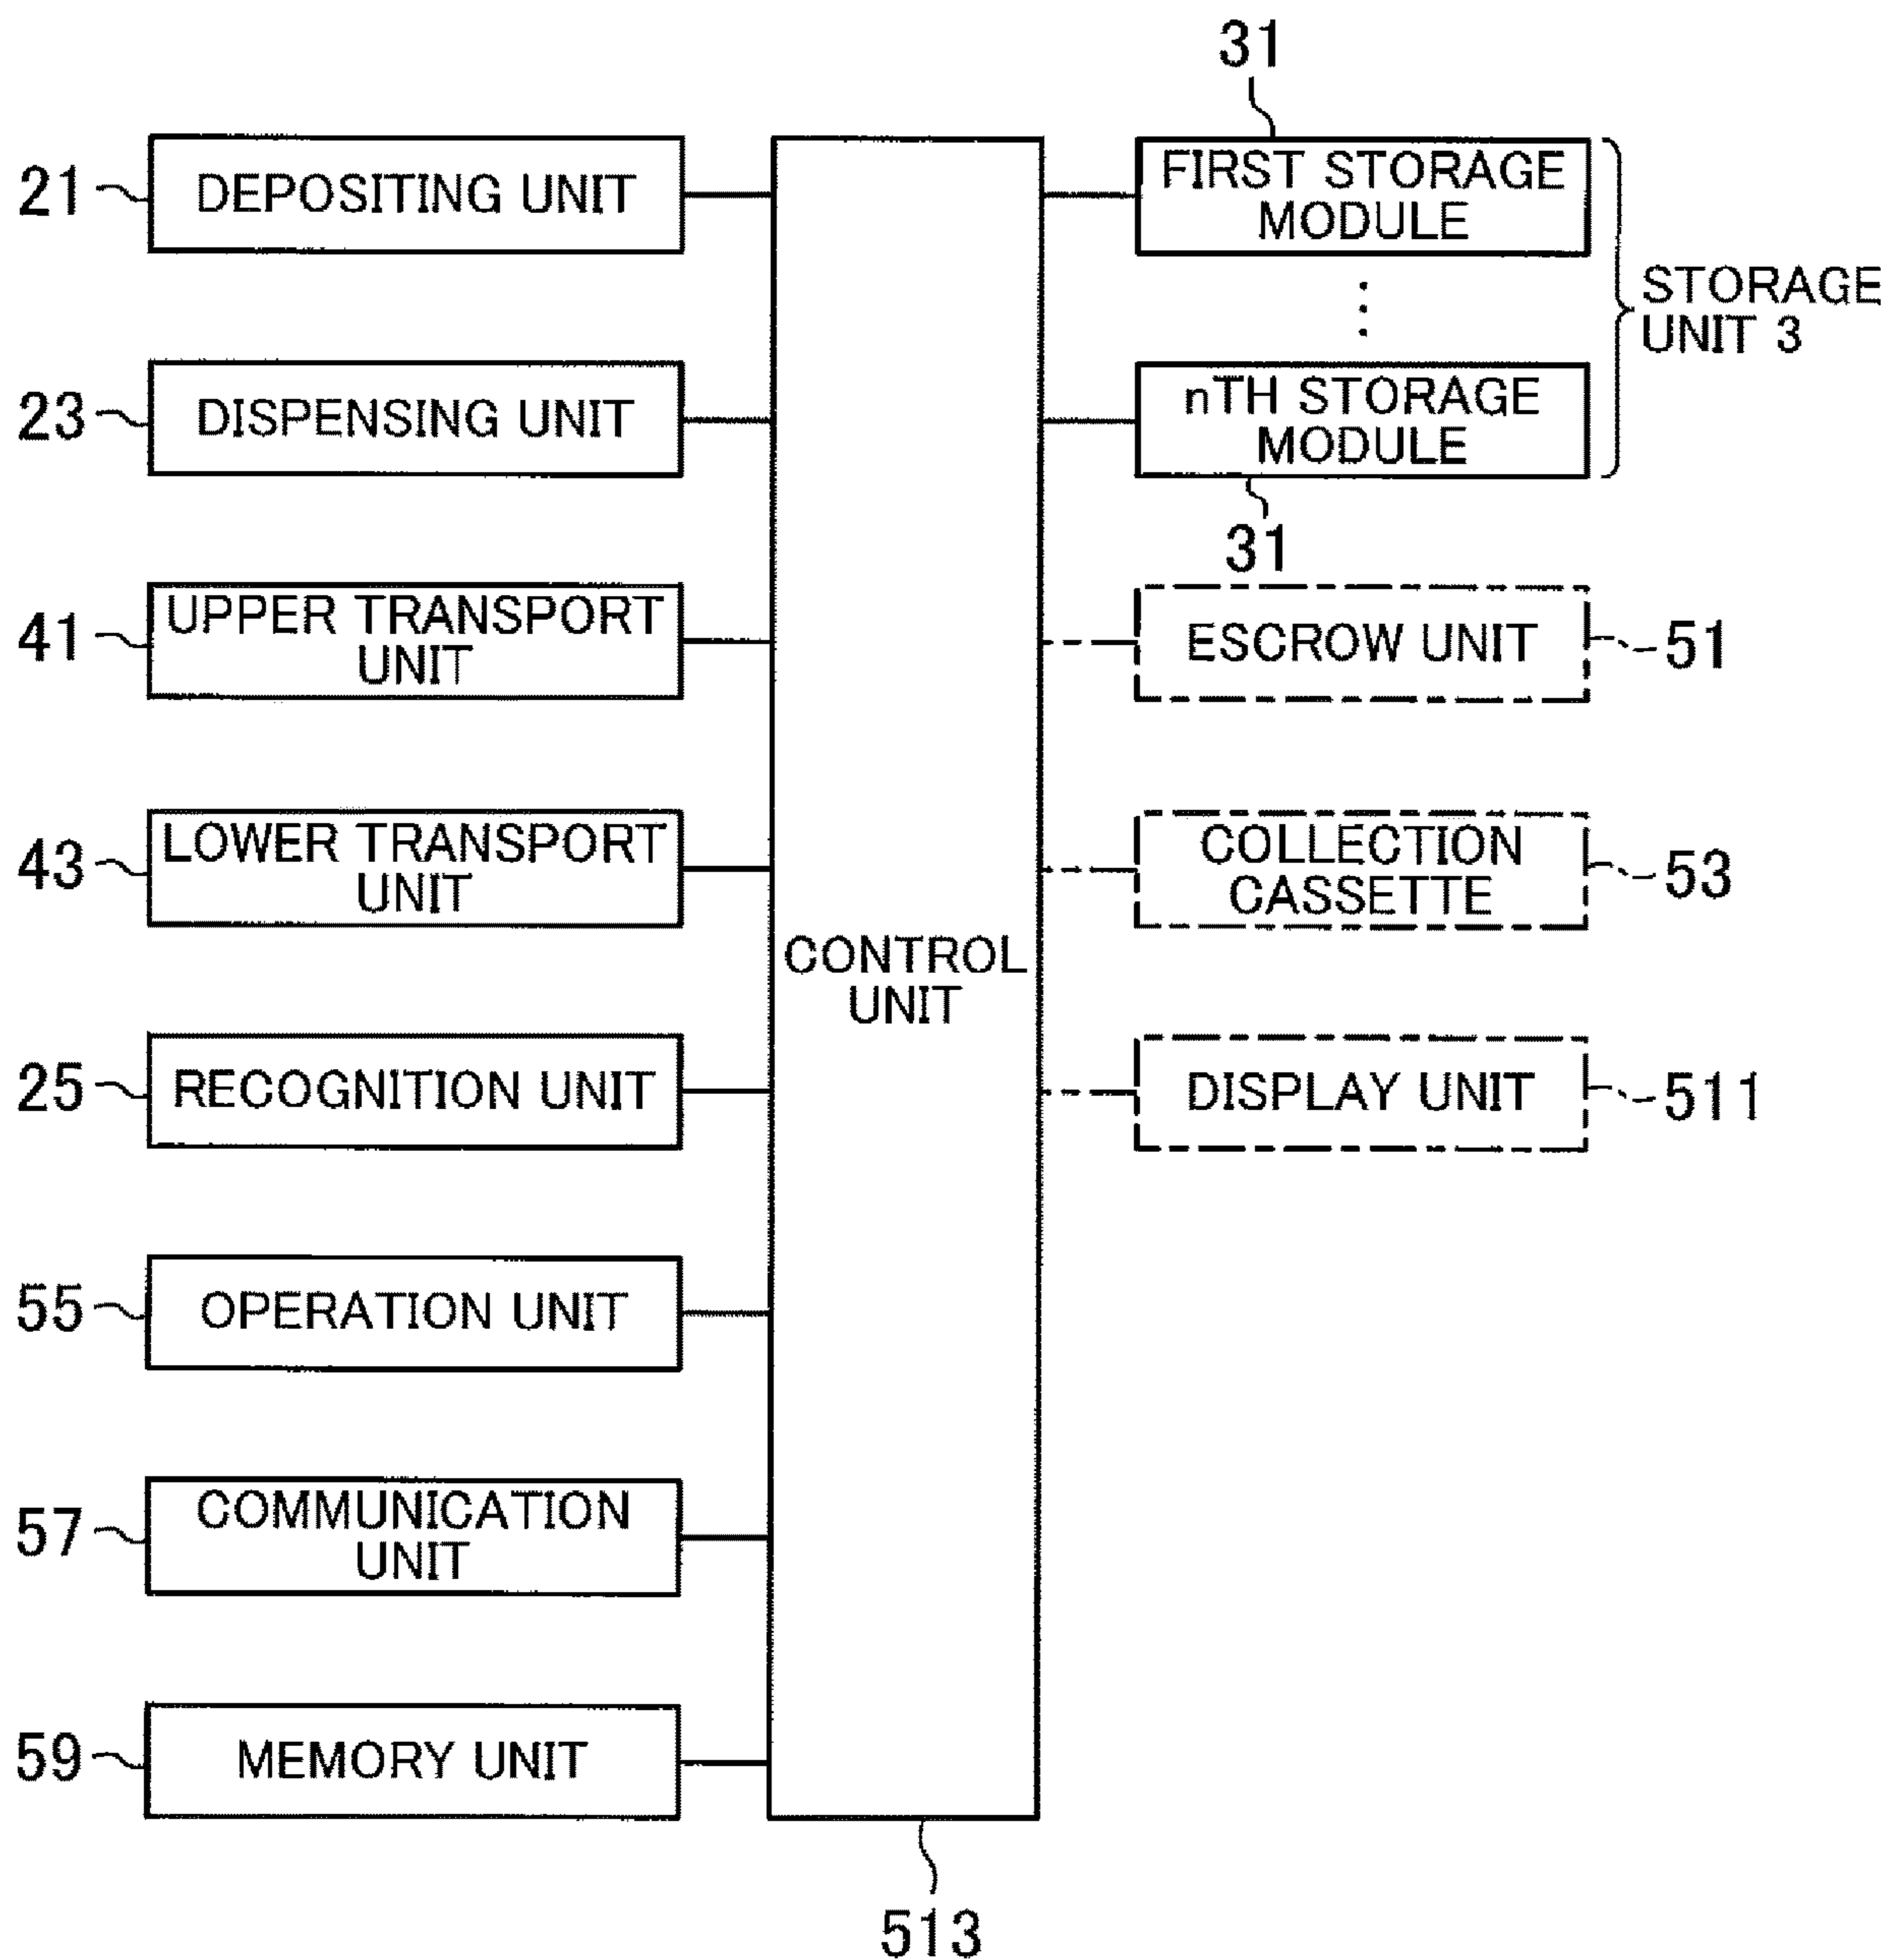 21
DEPOSITING UNIT
23
DISPENSING UNIT
41
UPPER TRANSPORT
UNIT
43
LOWER TRANSPORT
UNIT
25
RECOGNITION UNIT
55
OPERATION UNIT
57
COMMUNICATION
UNIT
59
MEMORY UNIT
CONTROL
UNIT
513
31
FIRST STORAGE
MODULE
nTH STORAGE
MODULE
31
STORAGE
UNIT 3
ESCROW UNIT
51
COLLECTION
CASSETTE
53
DISPLAY UNIT
511